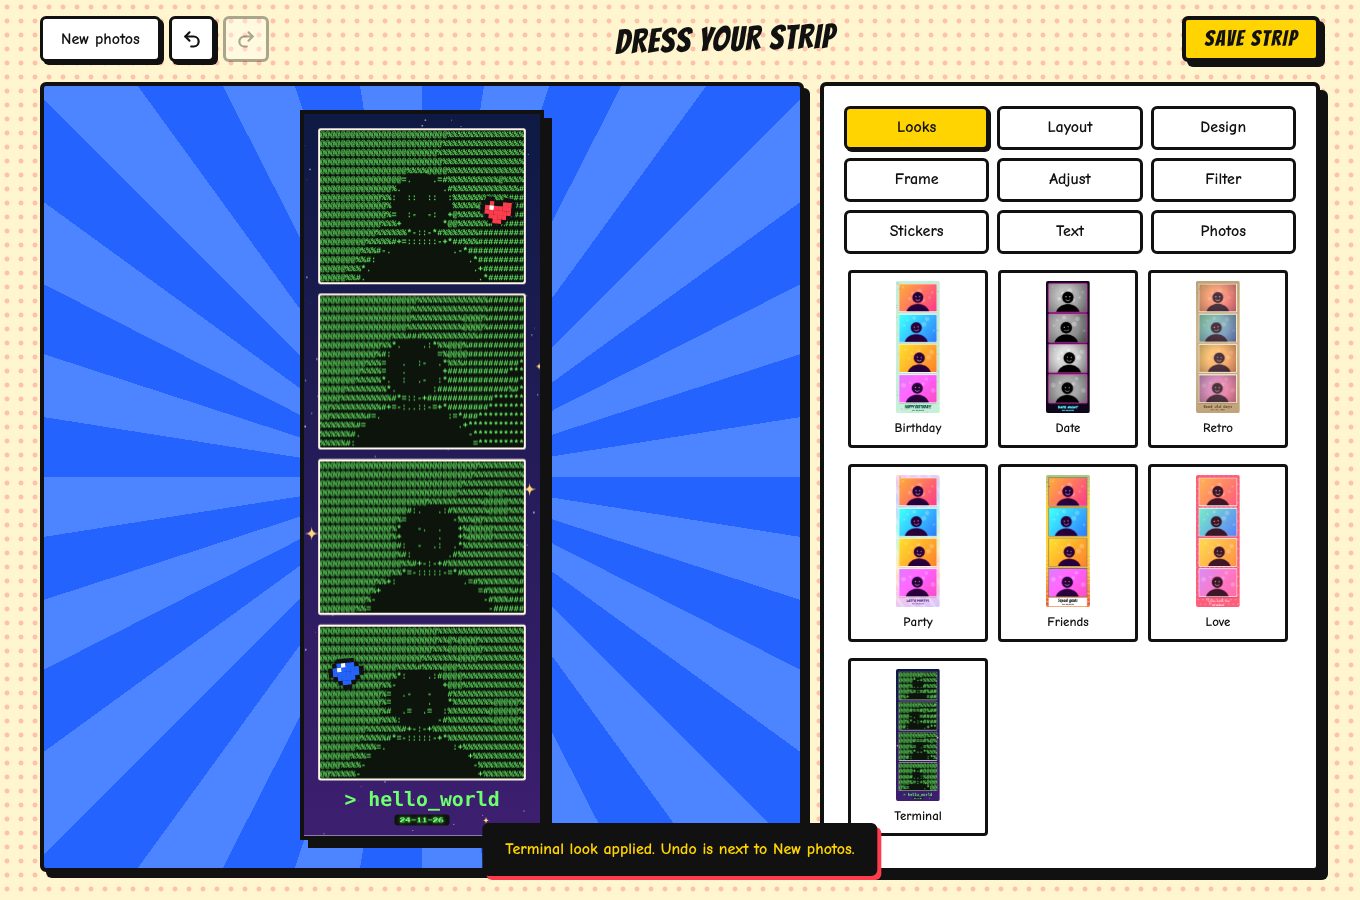 New photos
DRESS YOUR STRIP
SAVE STRIP
Looks
Layout
Design
Frame
Adjust
Filter
Stickers
Text
Photos
Birthday
Date
Retro
Party
Friends
Love
Terminal
> hello_world
24-11-26
Terminal look applied. Undo is next to New photos.